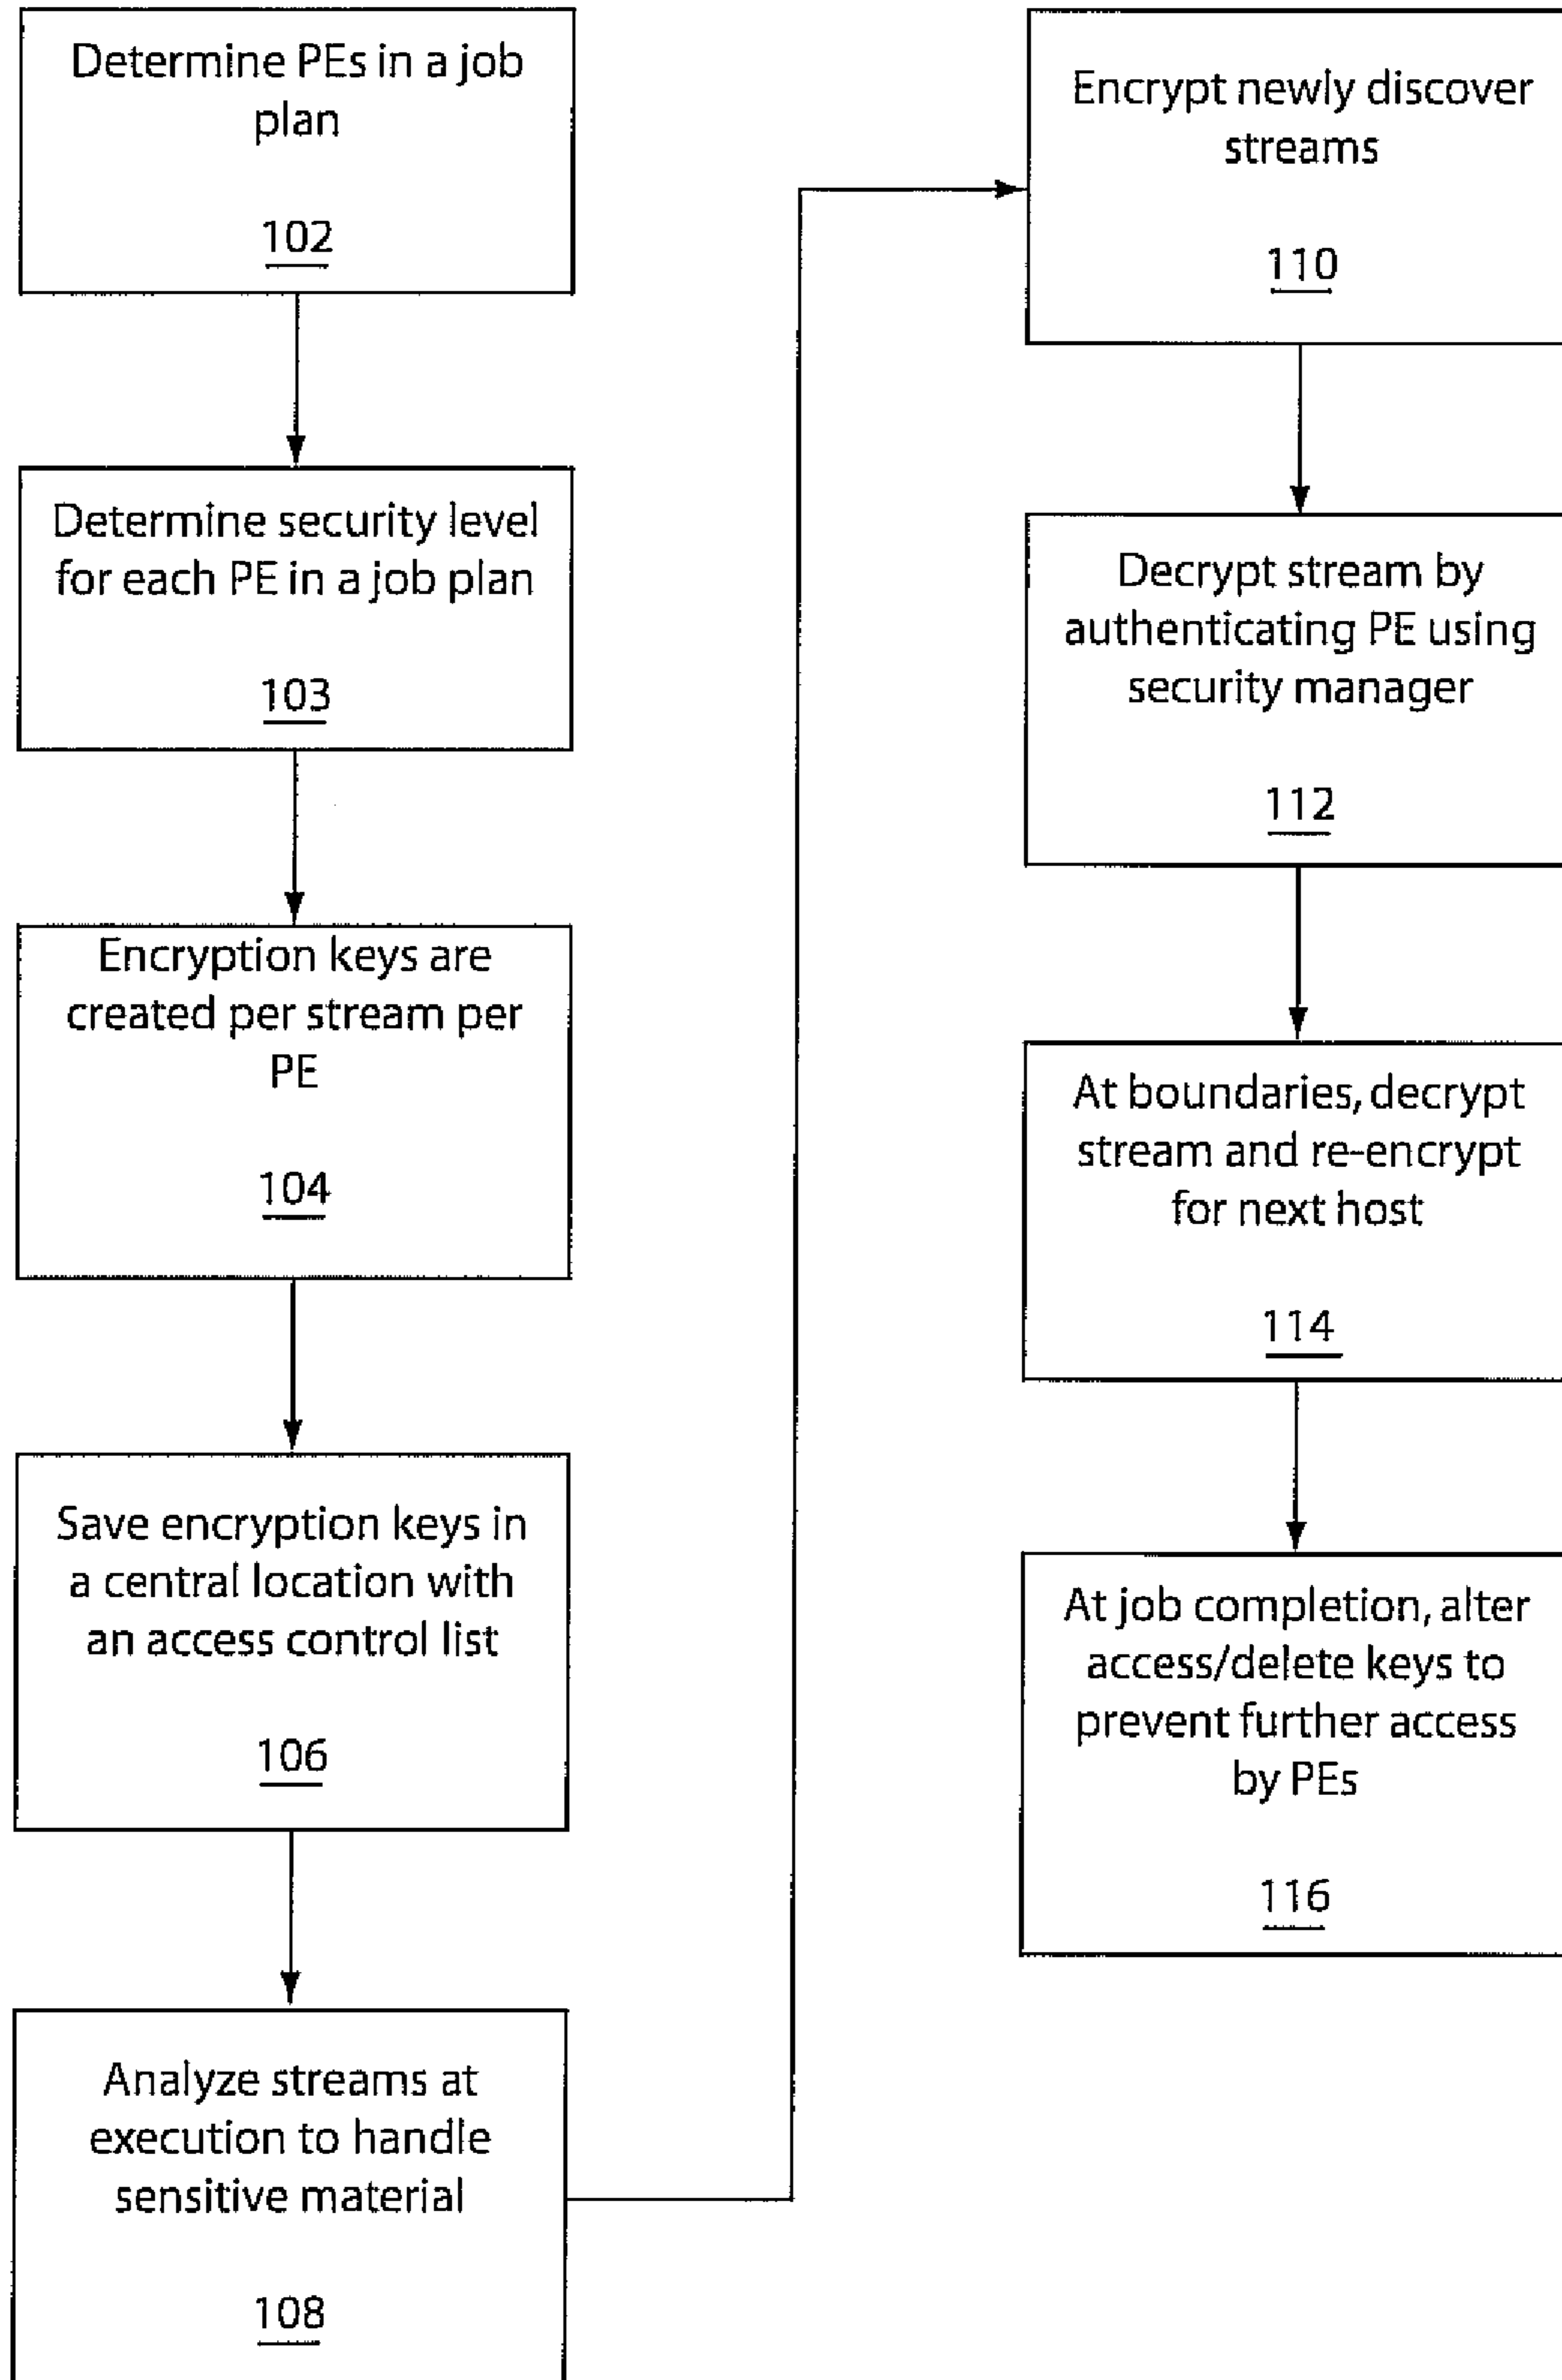 Determine PEs in a job
plan
102
Determine security level
for each PE in a job plan
103
Encryption keys are
created per stream per
PE
104
Save encryption keys in
a central location with
an access control list
106
Analyze streams at
execution to handle
sensitive material
108
Encrypt newly discover
streams
110
Decrypt stream by
authenticating PE using
security manager
112
At boundaries, decrypt
stream and re-encrypt
for next host
114
At job completion, alter
access/delete keys to
prevent further access
by PEs
116